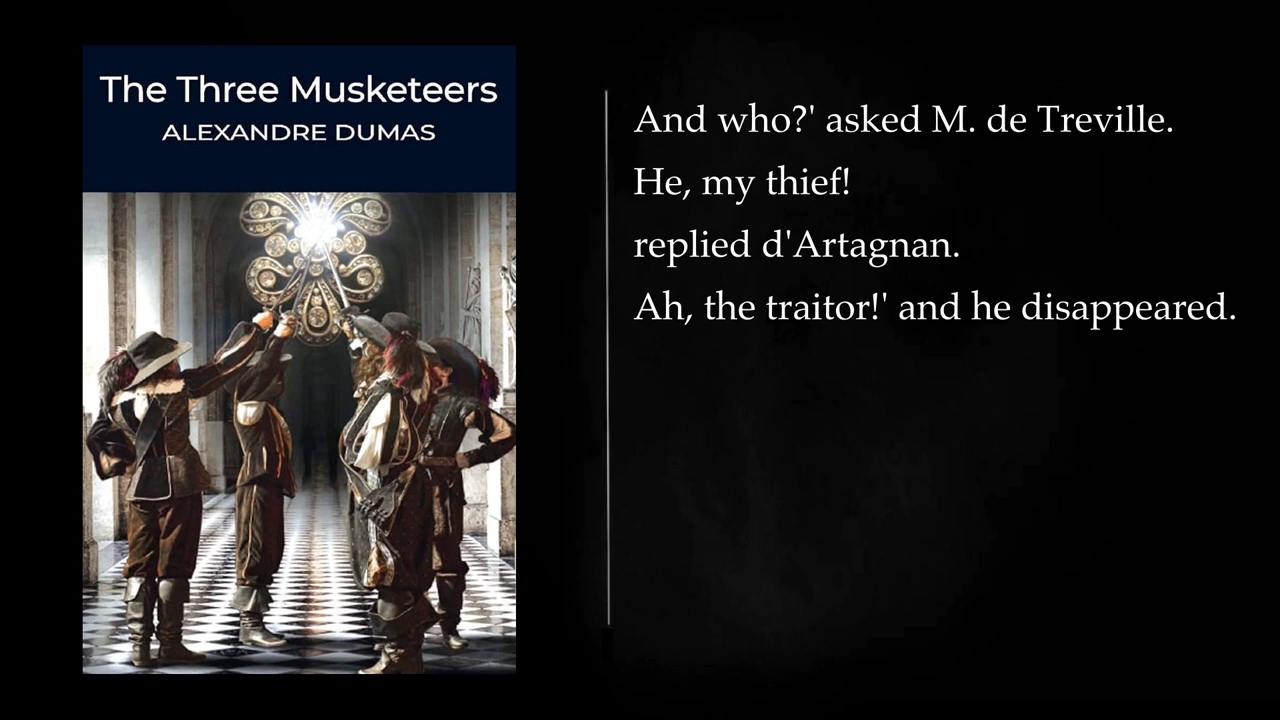 The Three Musketeers
ALEXANDRE DUMAS
And who?' asked M. de Treville.
He, my thief!
replied d'Artagnan.
Ah, the traitor!' and he disappeared.